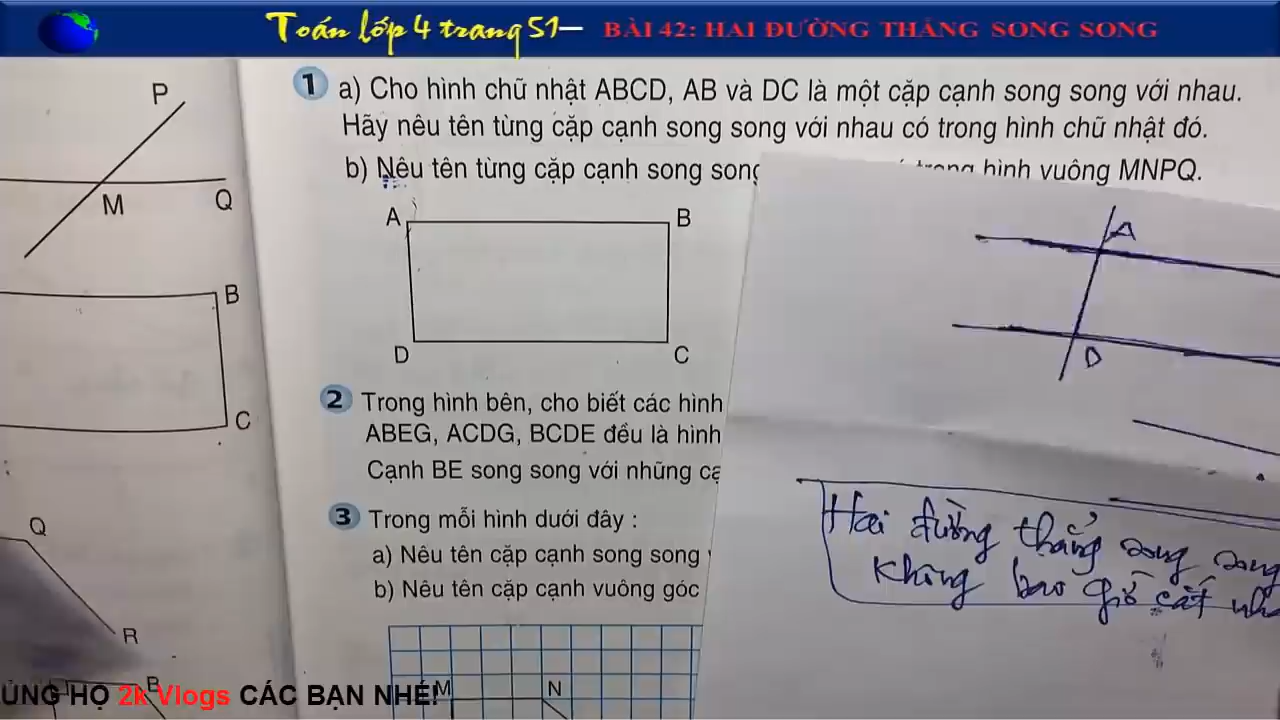 Toán lớp 4 trang 51— BÀI 42: HAI ĐƯỜNG THẲNG SONG SONG
P
M
Q
B
C
Q
R
B
1 a) Cho hình chữ nhật ABCD, AB và DC là một cặp cạnh song song với nhau.
Hãy nêu tên từng cặp cạnh song song với nhau có trong hình chữ nhật đó.
b) Nêu tên từng cặp cạnh song song trong hình vuông MNPQ.
A B
D C
2 Trong hình bên, cho biết các hình
ABEG, ACDG, BCDE đều là hình
Cạnh BE song song với những
3 Trong mỗi hình dưới đây :
a) Nêu tên cặp cạnh song song
b) Nêu tên cặp cạnh vuông góc
M N
A
D
Hai đường thẳng song song
không bao giờ cắt
ỦNG HỘ 2k Vlogs CÁC BẠN NHÉ!